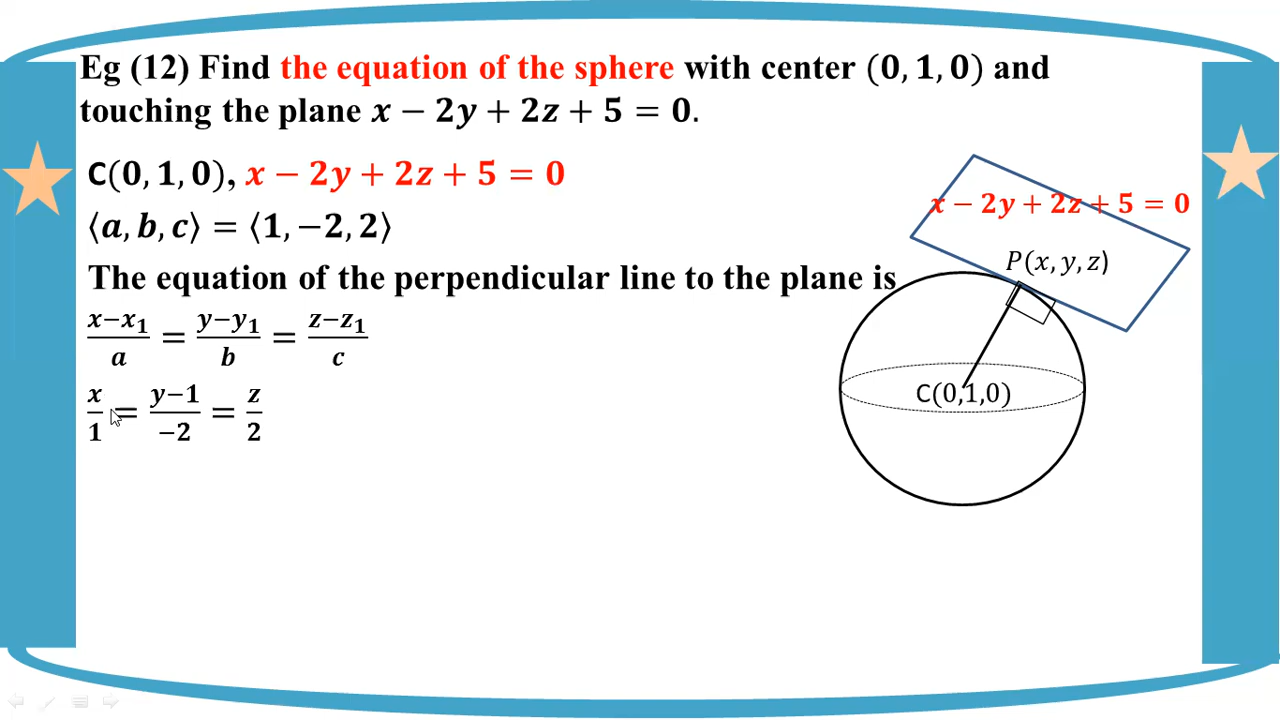 Eg (12) Find the equation of the sphere with center (0, 1, 0) and
touching the plane x − 2y + 2z + 5 = 0.
C(0, 1, 0), x − 2y + 2z + 5 = 0
⟨a, b, c⟩ = ⟨1, −2, 2⟩
The equation of the perpendicular line to the plane is
(x−x₁)/a = (y−y₁)/b = (z−z₁)/c
x/1 = (y−1)/−2 = z/2
x − 2y + 2z + 5 = 0
P(x, y, z)
C(0,1,0)